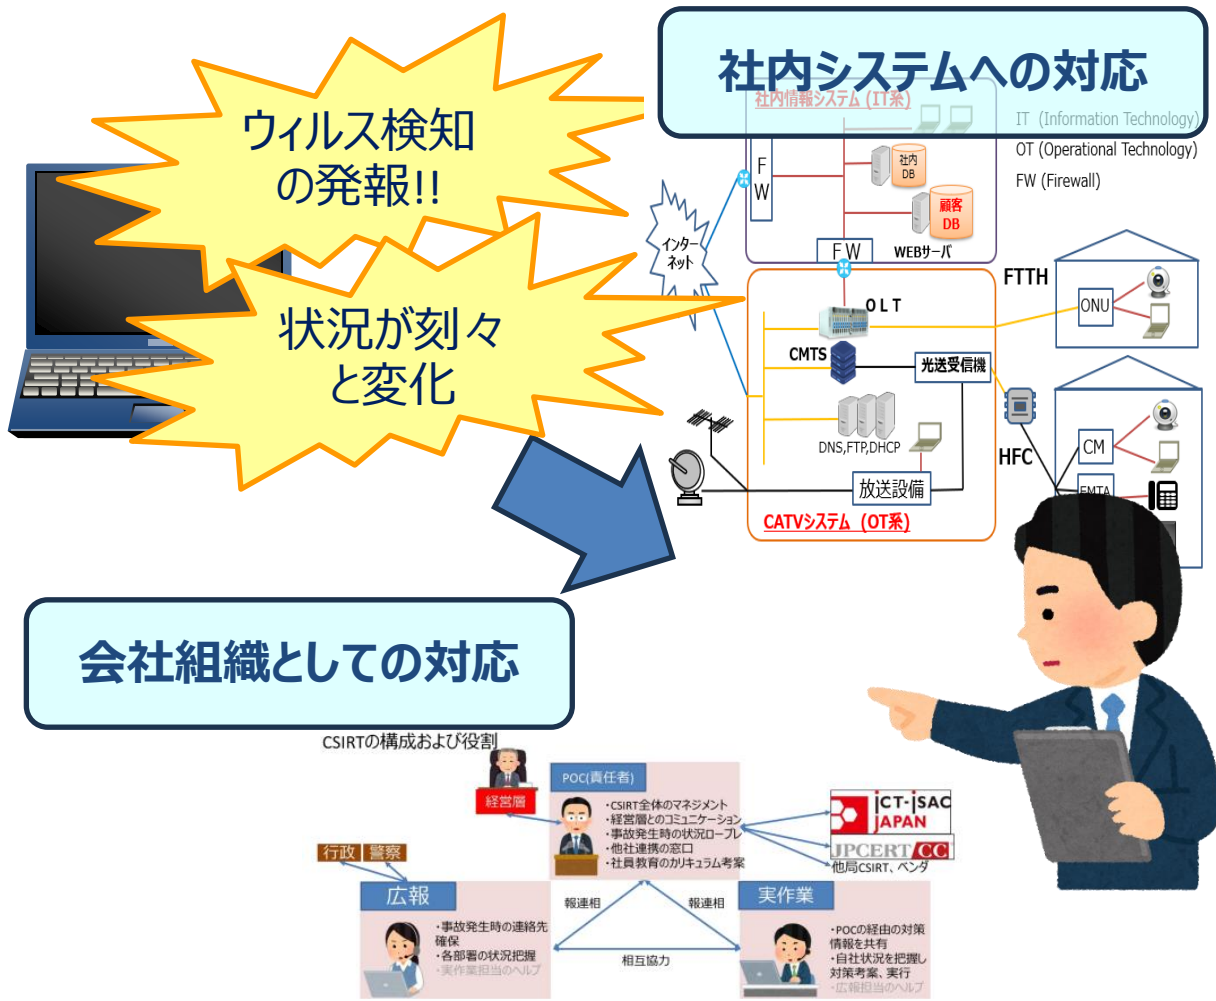 ウィルス検知
の発報!!
状況が刻々
と変化
社内システムへの対応
社内情報システム (IT系)
IT (Information Technology)
OT (Operational Technology)
FW (Firewall)
FW
社内
DB
顧客
DB
WEBサーバ
FW
インター
ネット
OLT
CMTS
光送受信機
DNS,FTP,DHCP
放送設備
CATVシステム (OT系)
FTTH
ONU
HFC
CM
EMTA
会社組織としての対応
CSIRTの構成および役割
経営層
POC(責任者)
・CSIRT全体のマネジメント
・経営層とのコミュニケーション
・事故発生時の状況ロープレ
・他社連携の窓口
・社員教育のカリキュラム考案
ICT-ISAC
JAPAN
JPCERT CC
他局CSIRT、ベンダ
行政
警察
広報
・事故発生時の連絡先
確保
・各部署の状況把握
・実作業担当のヘルプ
報連相
報連相
相互協力
実作業
・POCの経由の対策
情報を共有
・自社状況を把握し
対策考案、実行
・広報担当のヘルプ